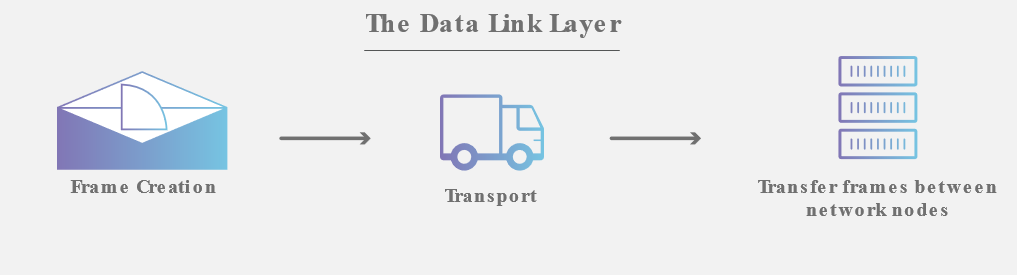 The Data Link Layer
Frame Creation
Transport
Transfer frames between
network nodes